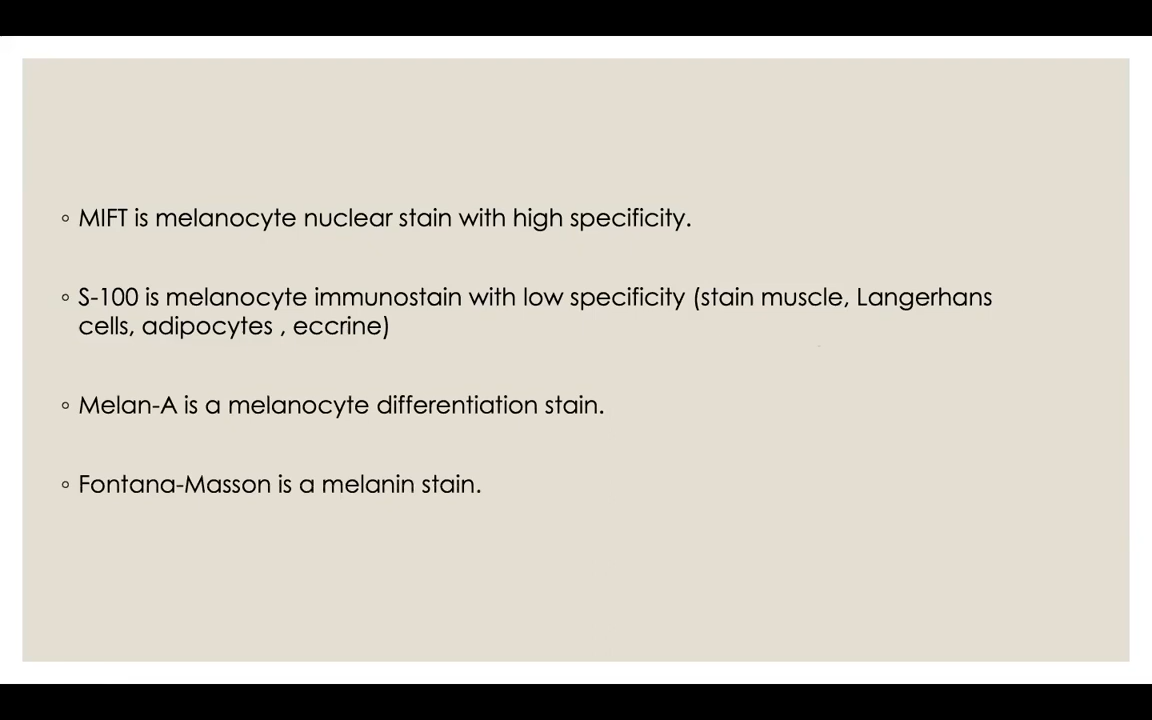 ◦ MIFT is melanocyte nuclear stain with high specificity.
◦ S-100 is melanocyte immunostain with low specificity (stain muscle, Langerhans
cells, adipocytes , eccrine)
◦ Melan-A is a melanocyte differentiation stain.
◦ Fontana-Masson is a melanin stain.